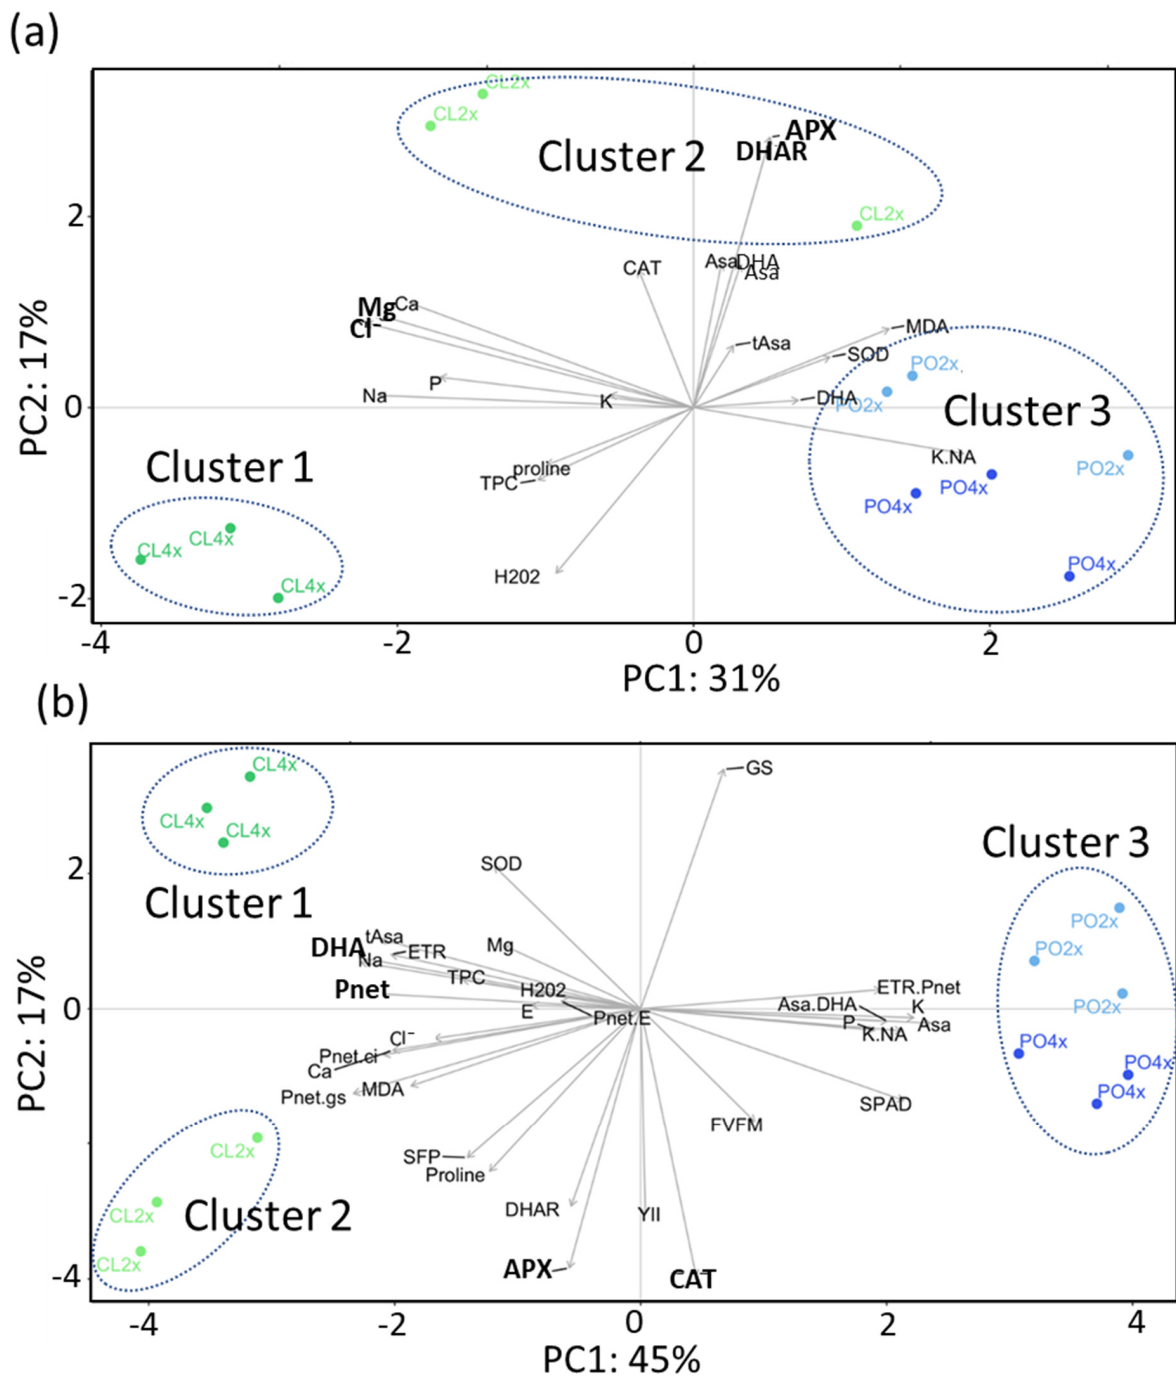 (a)
CL2x
CL2x
APX
DHAR
Cluster 2
CL2x
2
CAT
AsaDHA
Asa
Mg
Ca
Cl⁻
MDA
tAsa
SOD
PO2x
P
Na
K
DHA
PO2x
0
Cluster 3
K.NA
PO2x
Cluster 1
proline
TPC
PO4x
PO4x
CL4x
CL4x
H202
PO4x
CL4x
-2
-4
-2
0
2
PC1: 31%
PC2: 17%
(b)
CL4x
GS
CL4x
CL4x
Cluster 3
SOD
2
Cluster 1
PO2x
tAsa
DHA
ETR
Mg
PO2x
Na
TPC
Pnet
H202
ETR.Pnet
Asa.DHA
K
PO2x
0
E
Pnet.E
P
Asa
K.NA
Cl⁻
PO4x
Pnet.ci
Ca
PO4x
MDA
Pnet.gs
PO4x
SPAD
FVFM
CL2x
SFP
Proline
DHAR
YII
CL2x
Cluster 2
CL2x
APX
CAT
-4
-4
-2
0
2
4
PC1: 45%
PC2: 17%